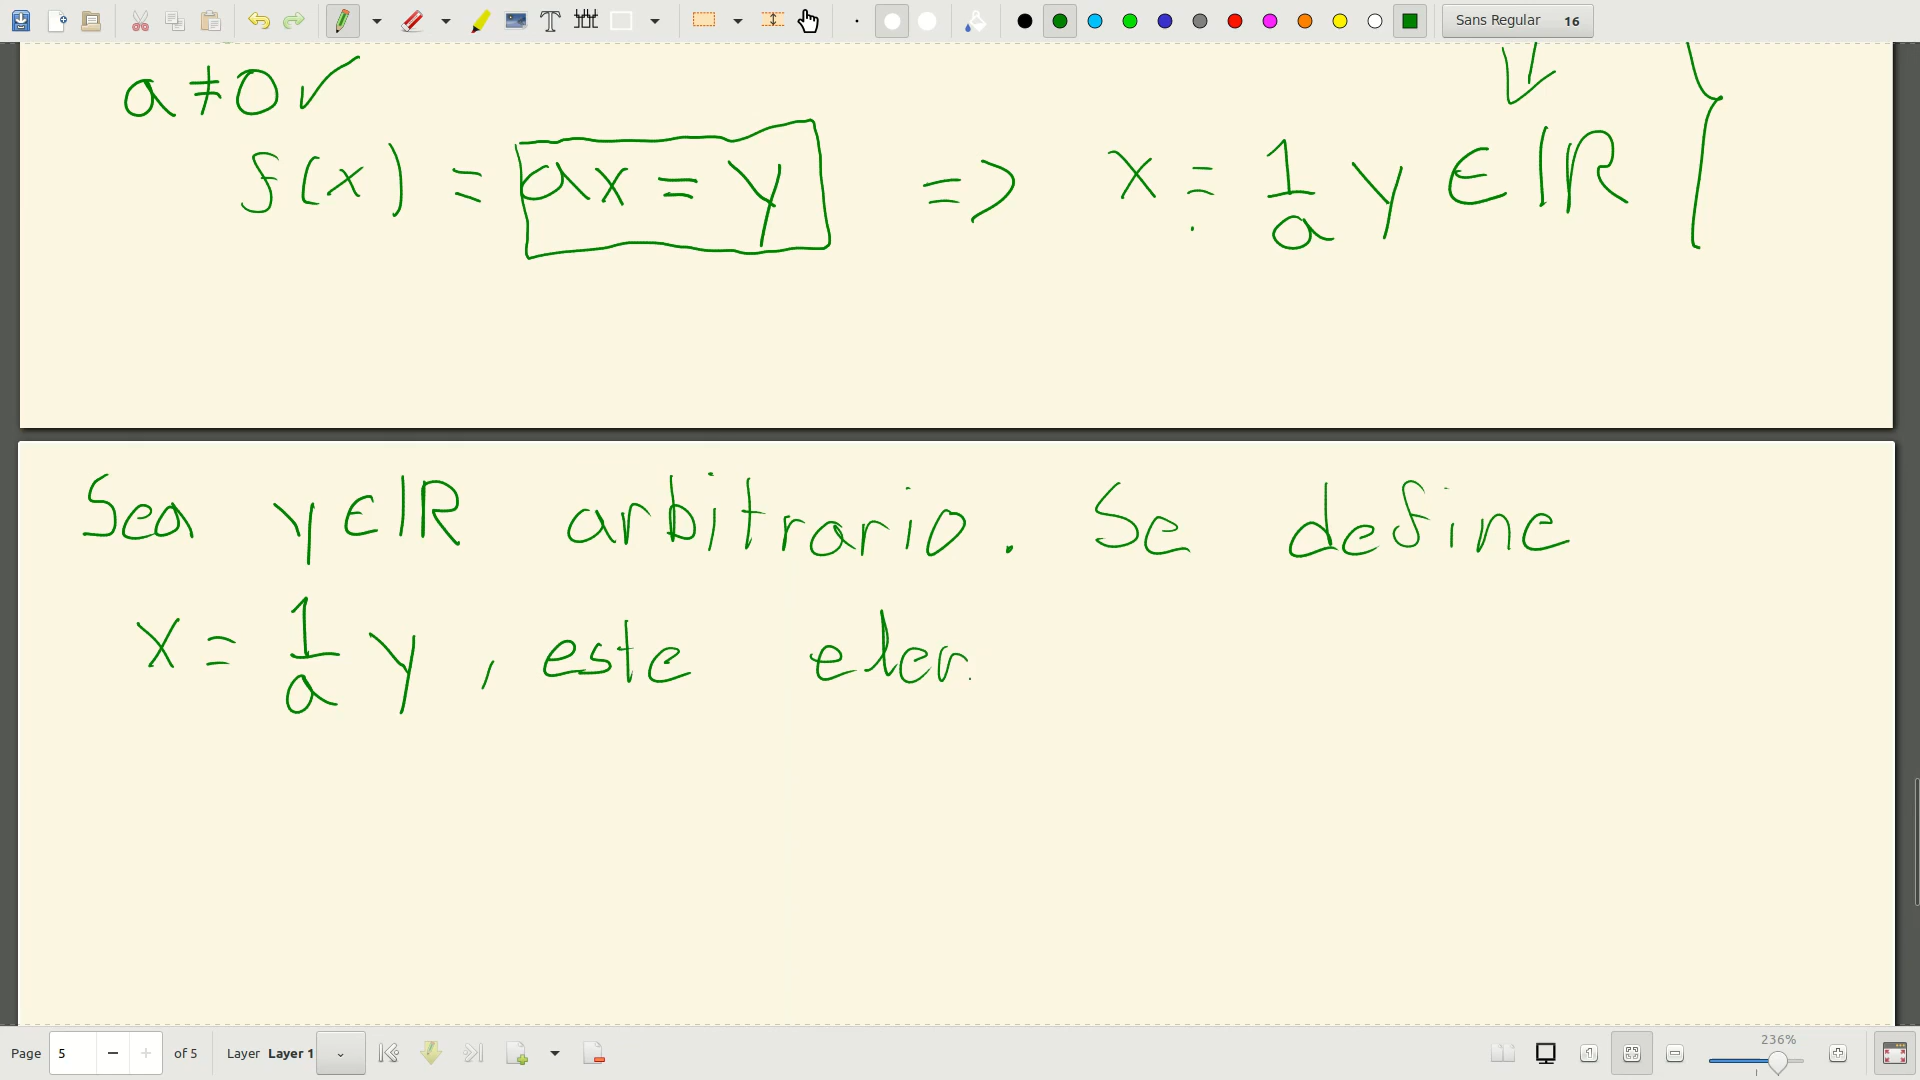 Sans Regular 16
a ≠ 0 ✓
f(x) = ax = y => x = 1/a y ∈ ℝ
Sea y ∈ ℝ arbitrario. Se define
x = 1/a y, este elem
Page 5 of 5 Layer Layer 1
236%